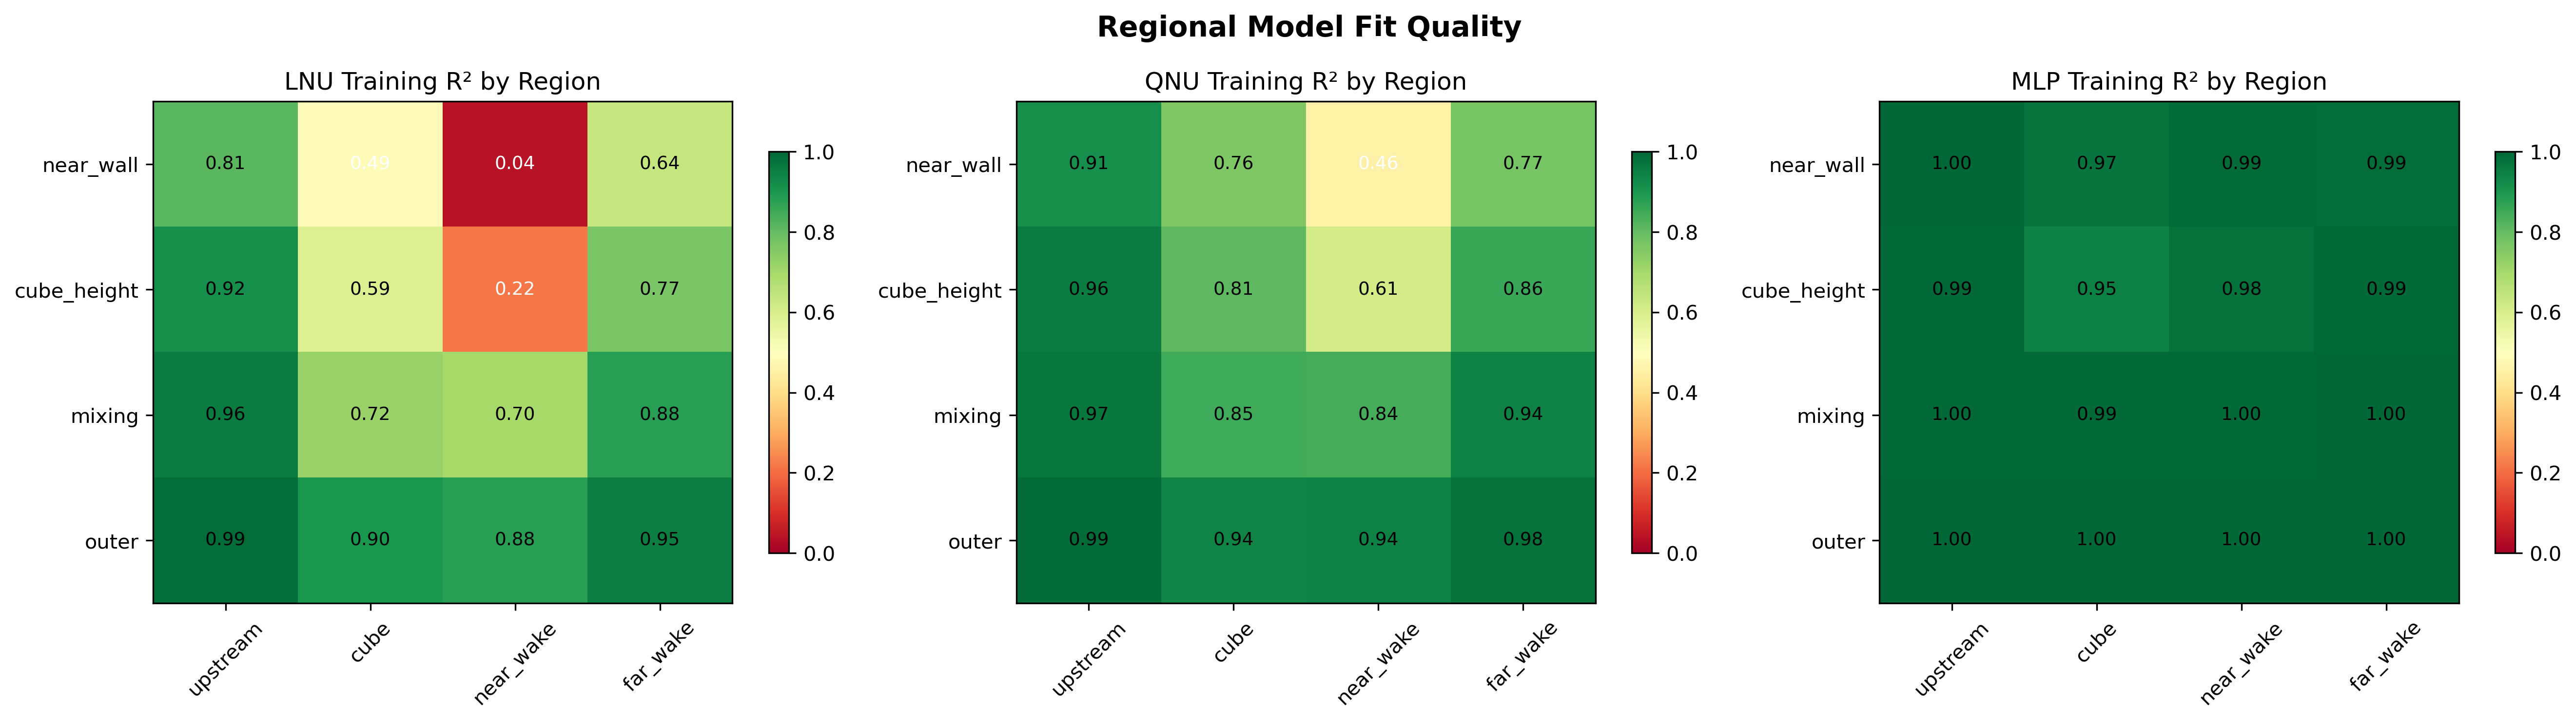 Regional Model Fit Quality
LNU Training R² by Region
near_wall
cube_height
mixing
outer
0.81 0.49 0.04 0.64
0.92 0.59 0.22 0.77
0.96 0.72 0.70 0.88
0.99 0.90 0.88 0.95
upstream
cube
near_wake
far_wake
1.0
0.8
0.6
0.4
0.2
0.0
QNU Training R² by Region
near_wall
cube_height
mixing
outer
0.91 0.76 0.46 0.77
0.96 0.81 0.61 0.86
0.97 0.85 0.84 0.94
0.99 0.94 0.94 0.98
upstream
cube
near_wake
far_wake
1.0
0.8
0.6
0.4
0.2
0.0
MLP Training R² by Region
near_wall
cube_height
mixing
outer
1.00 0.97 0.99 0.99
0.99 0.95 0.98 0.99
1.00 0.99 1.00 1.00
1.00 1.00 1.00 1.00
upstream
cube
near_wake
far_wake
1.0
0.8
0.6
0.4
0.2
0.0